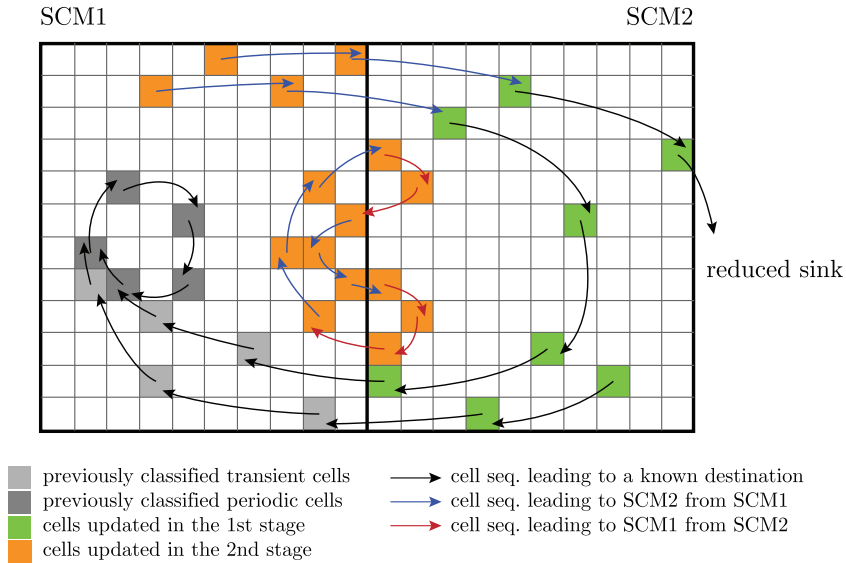 SCM1
SCM2
reduced sink
previously classified transient cells
previously classified periodic cells
cells updated in the 1st stage
cells updated in the 2nd stage
cell seq. leading to a known destination
cell seq. leading to SCM2 from SCM1
cell seq. leading to SCM1 from SCM2